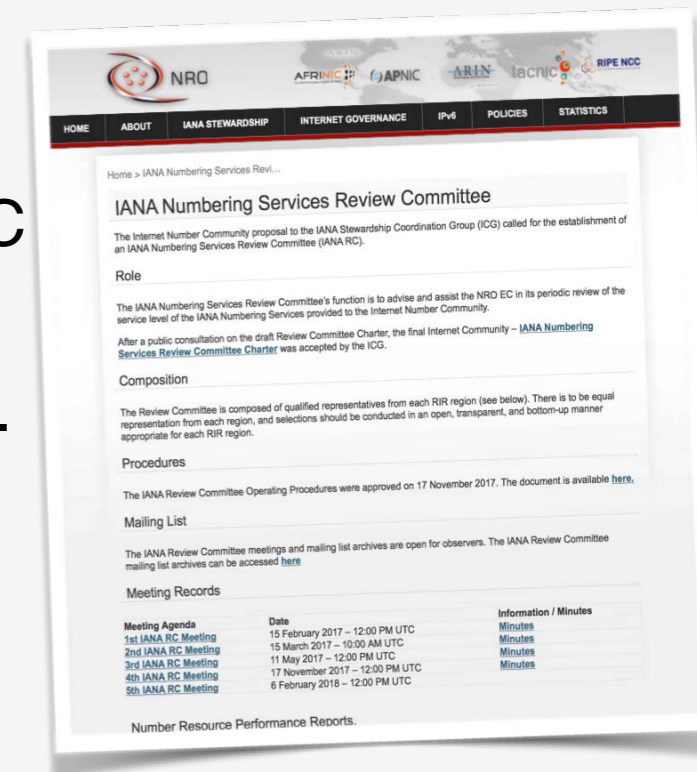 C
.
NRO
AFRINIC APNIC ARIN lacnic RIPE NCC
HOME ABOUT IANA STEWARDSHIP INTERNET GOVERNANCE IPv6 POLICIES STATISTICS
Home > IANA Numbering Services Revi...
IANA Numbering Services Review Committee
The Internet Number Community proposal to the IANA Stewardship Coordination Group (ICG) called for the establishment of
an IANA Numbering Services Review Committee (IANA RC).
Role
The IANA Numbering Services Review Committee's function is to advise and assist the NRO EC in its periodic review of the
service level of the IANA Numbering Services provided to the Internet Number Community.
After a public consultation on the draft Review Committee Charter, the final Internet Community – IANA Numbering
Services Review Committee Charter was accepted by the ICG.
Composition
The Review Committee is composed of qualified representatives from each RIR region (see below). There is to be equal
representation from each region, and selections should be conducted in an open, transparent, and bottom-up manner
appropriate for each RIR region.
Procedures
The IANA Review Committee Operating Procedures were approved on 17 November 2017. The document is available here.
Mailing List
The IANA Review Committee meetings and mailing list archives are open for observers. The IANA Review Committee
mailing list archives can be accessed here
Meeting Records
Meeting Agenda Date Information / Minutes
1st IANA RC Meeting 15 February 2017 – 12:00 PM UTC Minutes
2nd IANA RC Meeting 15 March 2017 – 10:00 AM UTC Minutes
3rd IANA RC Meeting 11 May 2017 – 12:00 PM UTC Minutes
4th IANA RC Meeting 17 November 2017 – 12:00 PM UTC Minutes
5th IANA RC Meeting 6 February 2018 – 12:00 PM UTC
Number Resource Performance Reports.